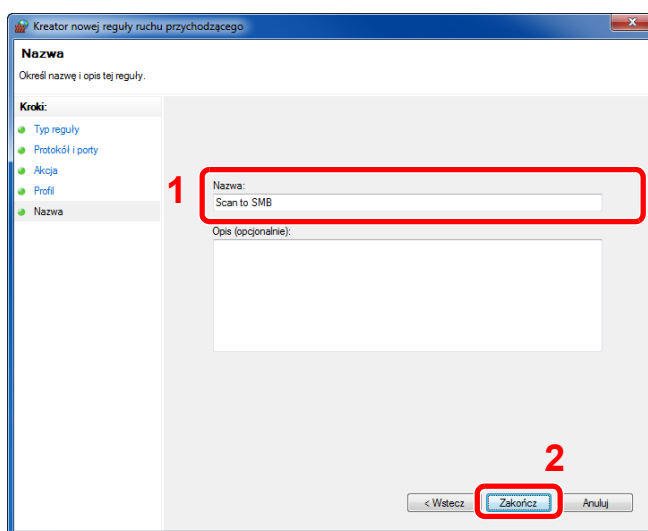 Kreator nowej reguły ruchu przychodzącego
Nazwa
Określ nazwę i opis tej reguły.
Kroki:
Typ reguły
Protokół i porty
Akcja
Profil
Nazwa
1
Nazwa:
Scan to SMB
Opis (opcjonalnie):
2
< Wstecz
Zakończ
Anuluj